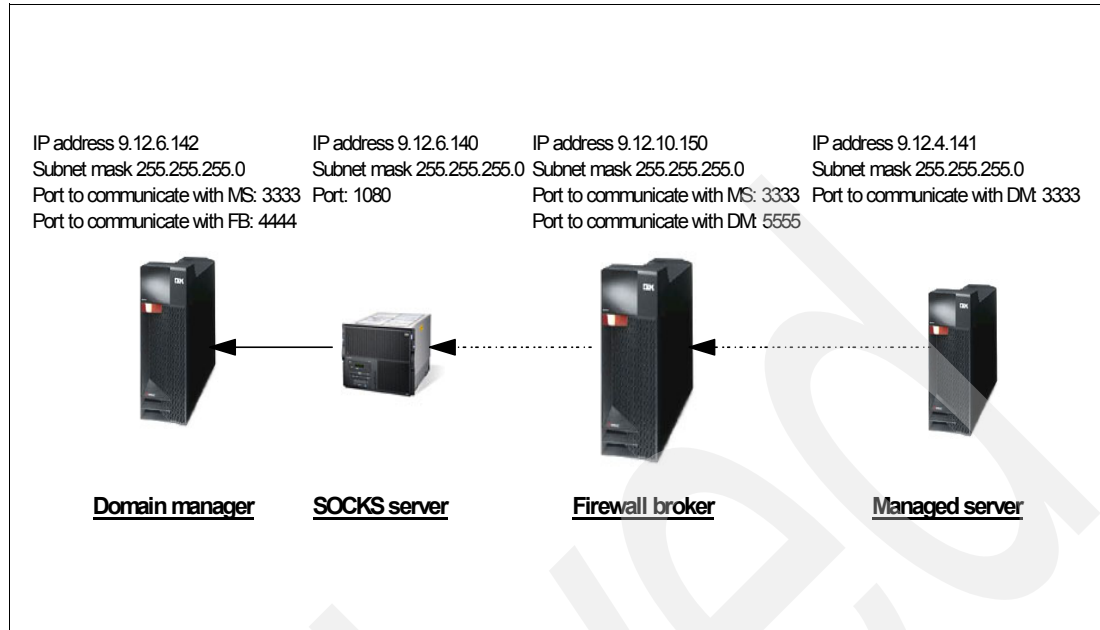 IP address 9.12.6.142
Subnet mask 255.255.255.0
Port to communicate with MS: 3333
Port to communicate with FB: 4444
IP address 9.12.6.140
Subnet mask 255.255.255.0
Port: 1080
IP address 9.12.10.150
Subnet mask 255.255.255.0
Port to communicate with MS: 3333
Port to communicate with DM: 5555
IP address 9.12.4.141
Subnet mask 255.255.255.0
Port to communicate with DM: 3333
IBM
IBM
IBM
Domain manager
SOCKS server
Firewall broker
Managed server